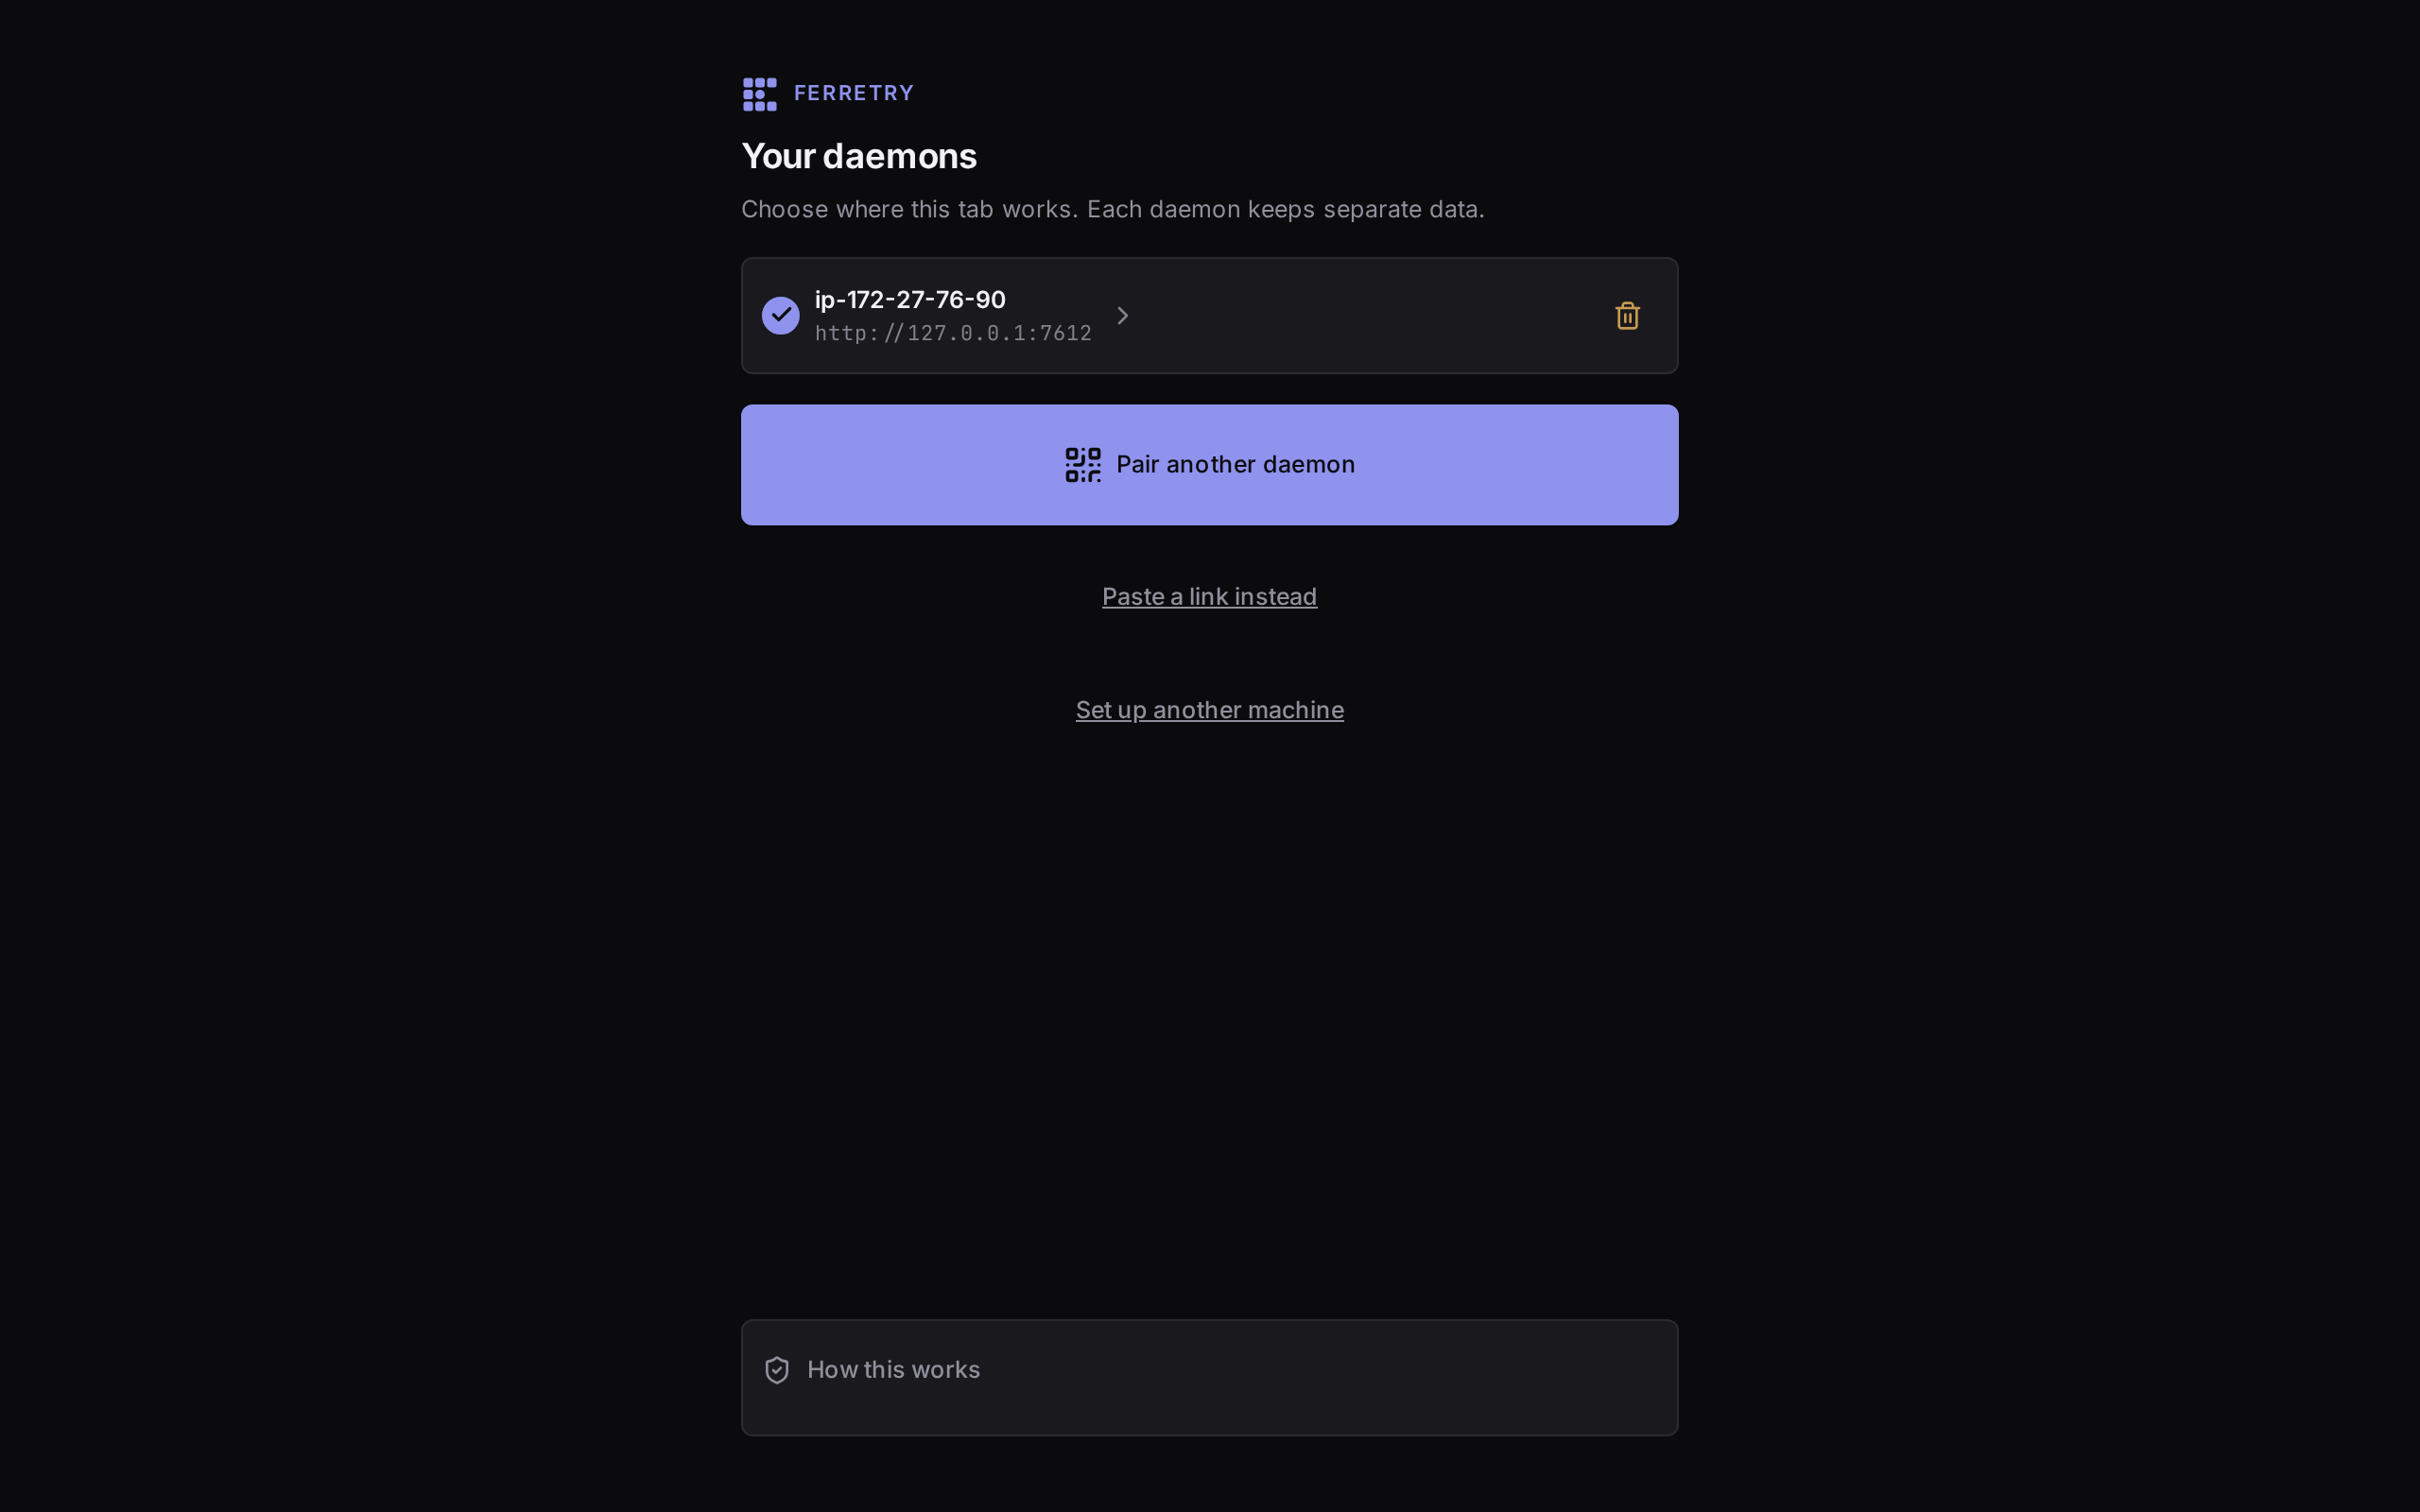 FERRETRY
Your daemons
Choose where this tab works. Each daemon keeps separate data.
ip-172-27-76-90
http://127.0.0.1:7612
Pair another daemon
Paste a link instead
Set up another machine
How this works